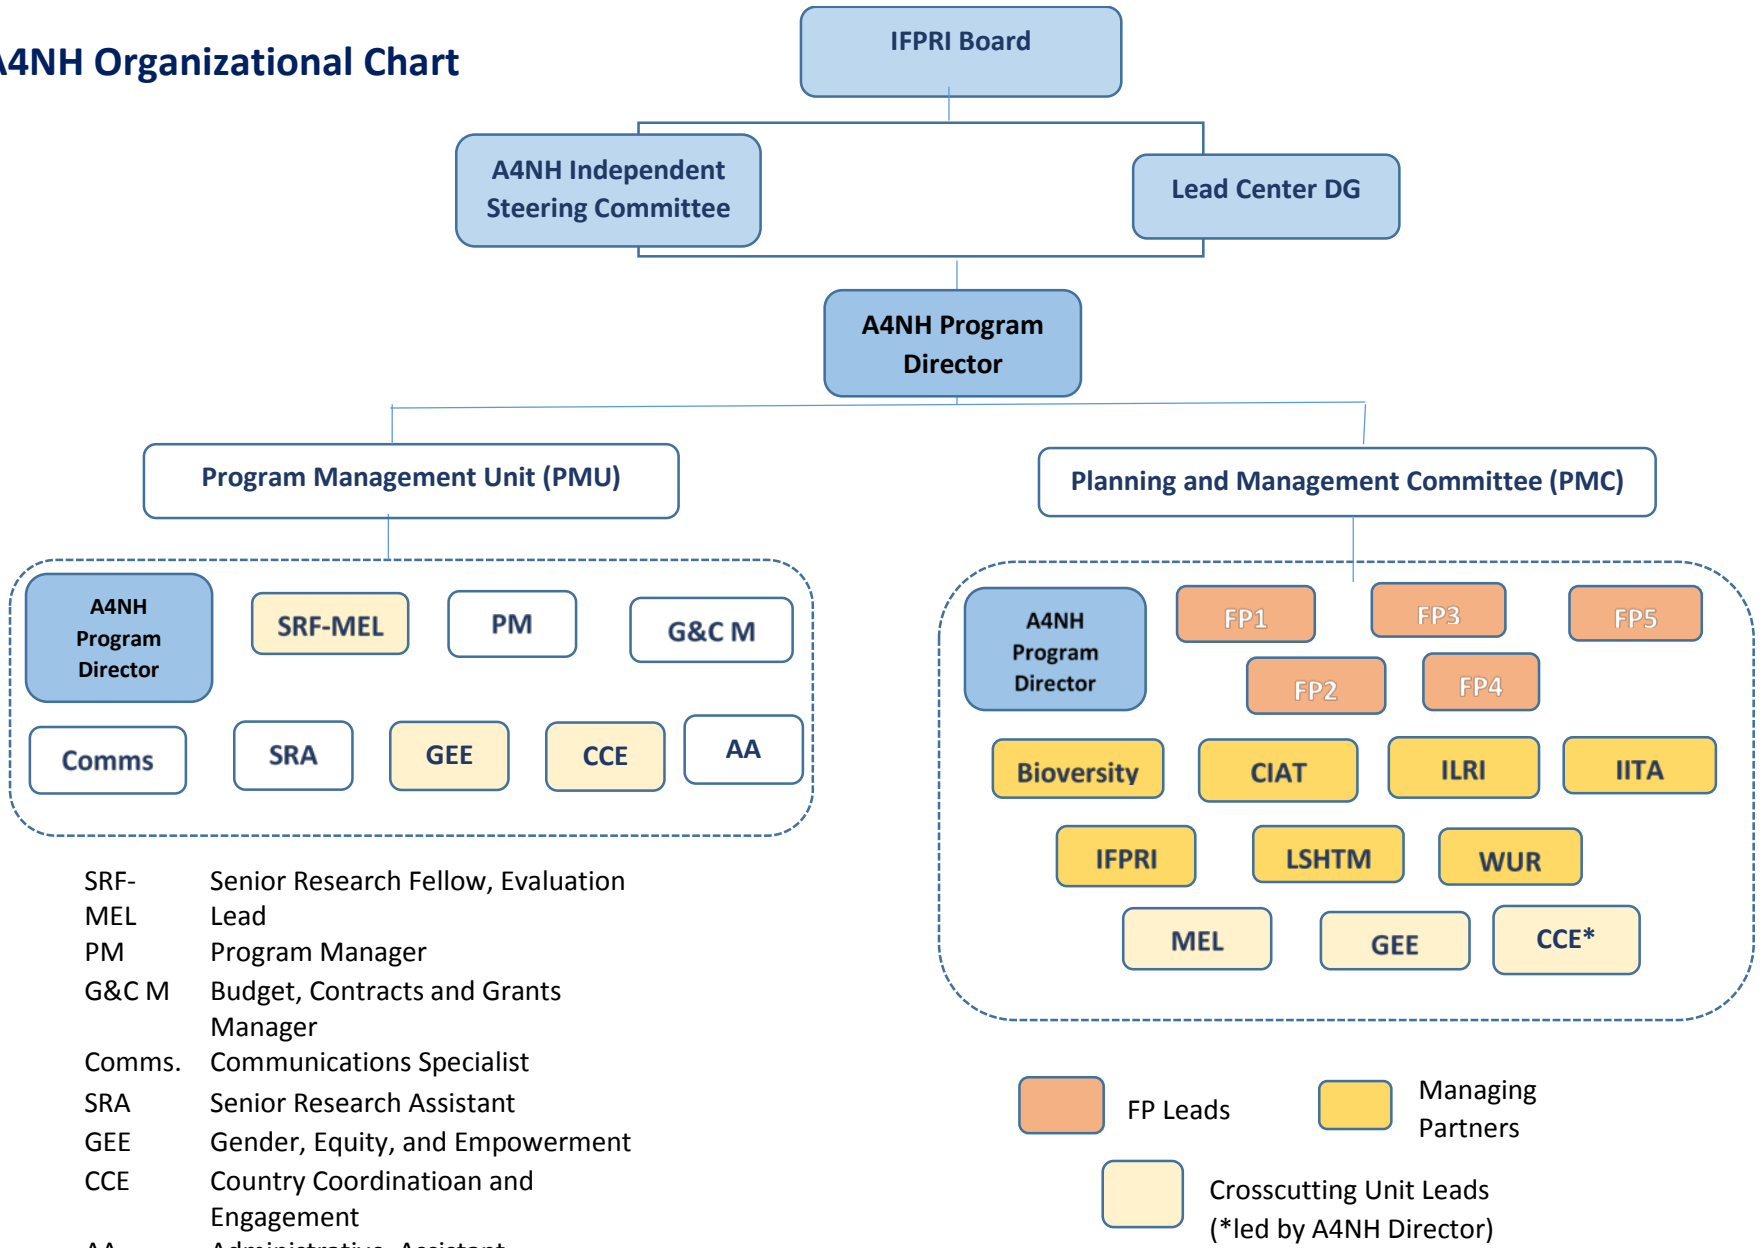 A4NH Organizational Chart
IFPRI Board
A4NH Independent
Steering Committee
Lead Center DG
A4NH Program
Director
Program Management Unit (PMU)
Planning and Management Committee (PMC)
A4NH
Program
Director
SRF-MEL
PM
G&C M
Comms
SRA
GEE
CCE
AA
A4NH
Program
Director
FP1
FP3
FP5
FP2
FP4
Bioversity
CIAT
ILRI
IITA
IFPRI
LSHTM
WUR
MEL
GEE
CCE*
SRF- Senior Research Fellow, Evaluation
MEL Lead
PM Program Manager
G&C M Budget, Contracts and Grants
Manager
Comms. Communications Specialist
SRA Senior Research Assistant
GEE Gender, Equity, and Empowerment
CCE Country Coordinatioan and
Engagement
AA Administrative Assistant
FP Leads
Managing
Partners
Crosscutting Unit Leads
(*led by A4NH Director)